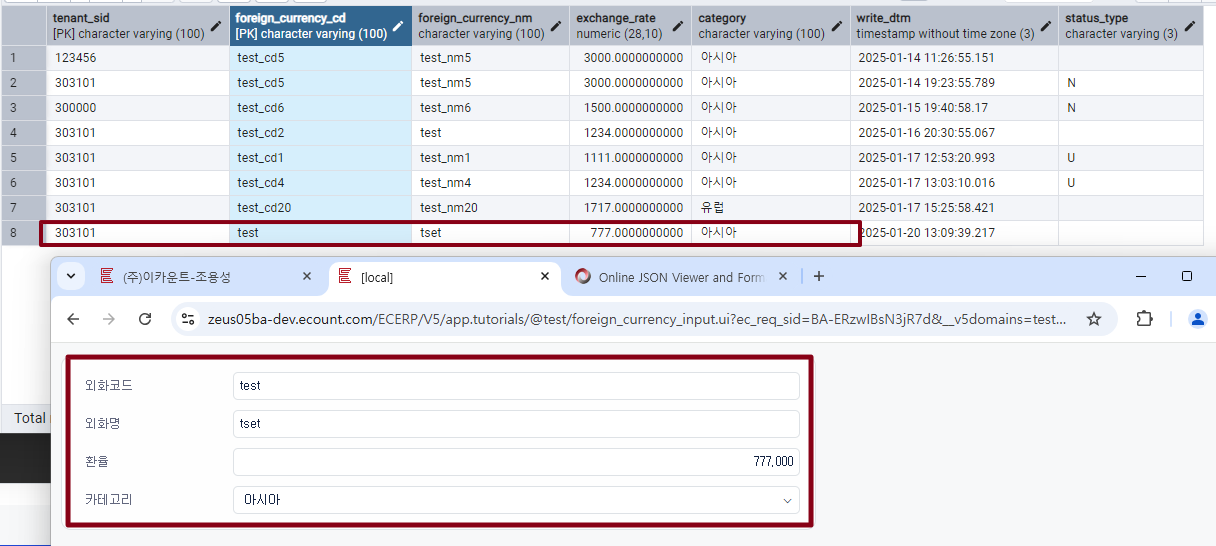 tenant_sid foreign_currency_cd foreign_currency_nm exchange_rate category write_dtm status_type
[PK] character varying (100) [PK] character varying (100) character varying (100) numeric (28,10) character varying (100) timestamp without time zone (3) character varying (3)
1 123456 test_cd5 test_nm5 3000.0000000000 아시아 2025-01-14 11:26:55.151
2 303101 test_cd5 test_nm5 3000.0000000000 아시아 2025-01-14 19:23:55.789 N
3 300000 test_cd6 test_nm6 1500.0000000000 아시아 2025-01-15 19:40:58.17 N
4 303101 test_cd2 test 1234.0000000000 아시아 2025-01-16 20:30:55.067
5 303101 test_cd1 test_nm1 1111.0000000000 아시아 2025-01-17 12:53:20.993 U
6 303101 test_cd4 test_nm4 1234.0000000000 아시아 2025-01-17 13:03:10.016 U
7 303101 test_cd20 test_nm20 1717.0000000000 유럽 2025-01-17 15:25:58.421
8 303101 test tset 777.0000000000 아시아 2025-01-20 13:09:39.217
(주)이카운트-조용성 [local] Online JSON Viewer and Form
zeus05ba-dev.ecount.com/ECERP/V5/app.tutorials/@test/foreign_currency_input.ui?ec_req_sid=BA-ERzwIBsN3jR7d&__v5domains=test...
외화코드 test
외화명 tset
환율 777,000
카테고리 아시아
Total